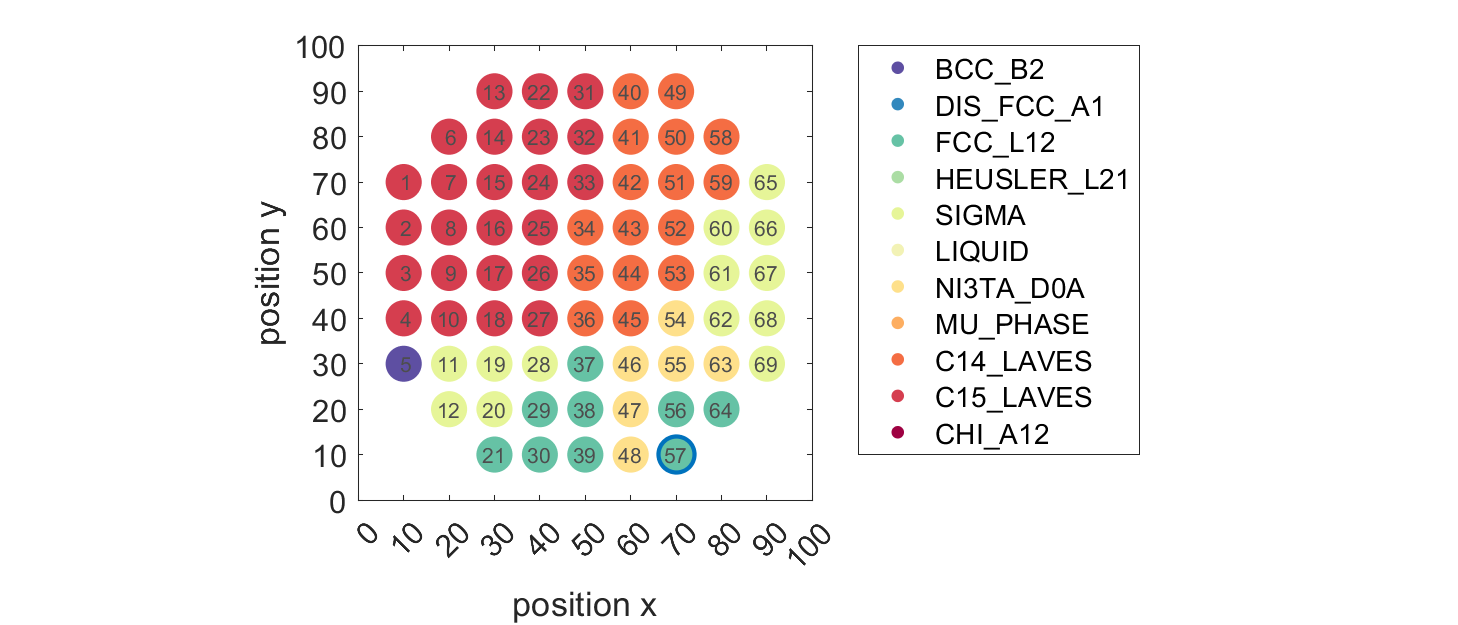 100
90
80
70
60
50
40
30
20
10
0
13 22 31 40 49
6 14 23 32 41 50 58
1 7 15 24 33 42 51 59 65
2 8 16 25 34 43 52 60 66
3 9 17 26 35 44 53 61 67
4 10 18 27 36 45 54 62 68
5 11 19 28 37 46 55 63 69
12 20 29 38 47 56 64
21 30 39 48 57
0 10 20 30 40 50 60 70 80 90 100
position x
position y
BCC_B2
DIS_FCC_A1
FCC_L12
HEUSLER_L21
SIGMA
LIQUID
NI3TA_D0A
MU_PHASE
C14_LAVES
C15_LAVES
CHI_A12